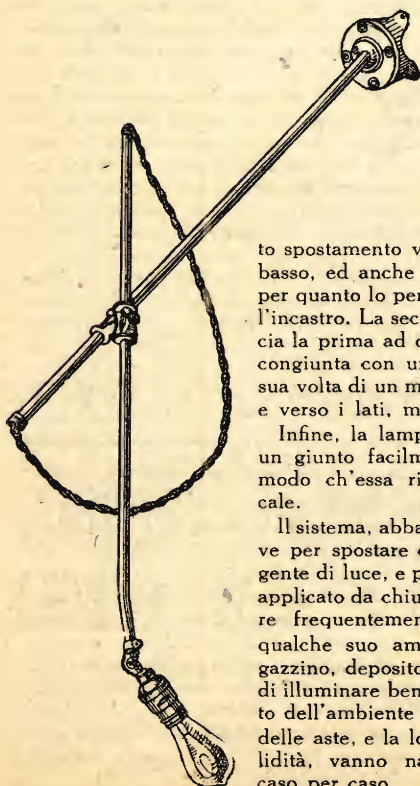 to spostamento v
basso, ed anche
per quanto lo per
l'incastro. La sec
cia la prima ad
congiunta con u
sua volta di un m
e verso i lati, m
Infine, la lamp
un giunto facilm
modo ch'essa ri
cale.
Il sistema, abba
ve per spostare
gente di luce, e p
applicato da chiu
re frequentemen
qualche suo am
gazzino, deposito
di illuminare ben
to dell'ambiente
delle aste, e la lo
lidità, vanno na
caso per caso.